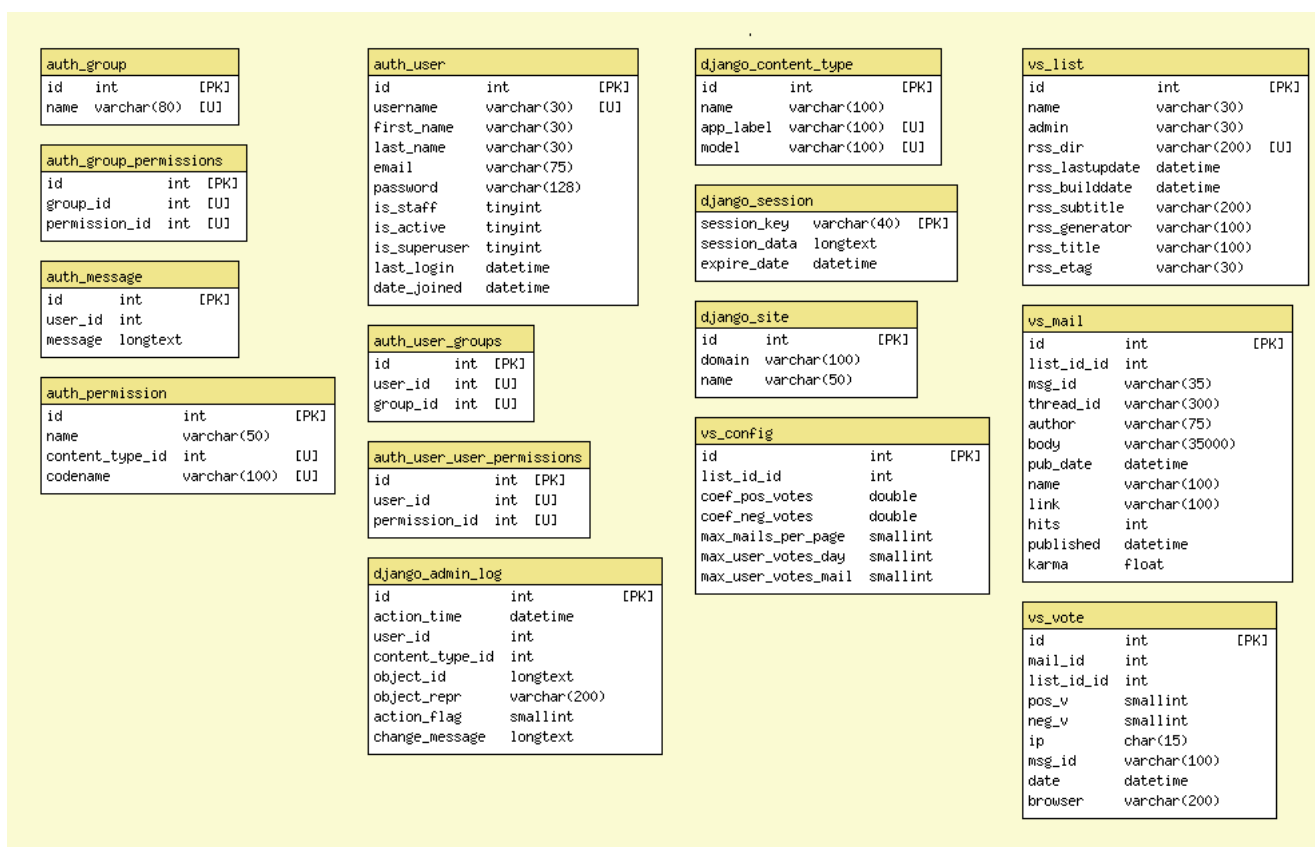 auth_group
id int [PK]
name varchar(80) [U]
auth_group_permissions
id int [PK]
group_id int [U]
permission_id int [U]
auth_message
id int [PK]
user_id int
message longtext
auth_permission
id int [PK]
name varchar(50)
content_type_id int [U]
codename varchar(100) [U]
auth_user
id int [PK]
username varchar(30) [U]
first_name varchar(30)
last_name varchar(30)
email varchar(75)
password varchar(128)
is_staff tinyint
is_active tinyint
is_superuser tinyint
last_login datetime
date_joined datetime
auth_user_groups
id int [PK]
user_id int [U]
group_id int [U]
auth_user_user_permissions
id int [PK]
user_id int [U]
permission_id int [U]
django_admin_log
id int [PK]
action_time datetime
user_id int
content_type_id int
object_id longtext
object_repr varchar(200)
action_flag smallint
change_message longtext
django_content_type
id int [PK]
name varchar(100)
app_label varchar(100) [U]
model varchar(100) [U]
django_session
session_key varchar(40) [PK]
session_data longtext
expire_date datetime
django_site
id int [PK]
domain varchar(100)
name varchar(50)
vs_config
id int [PK]
list_id_id int
coef_pos_votes double
coef_neg_votes double
max_mails_per_page smallint
max_user_votes_day smallint
max_user_votes_mail smallint
vs_list
id int [PK]
name varchar(30)
admin varchar(30)
rss_dir varchar(200) [U]
rss_lastupdate datetime
rss_builddate datetime
rss_subtitle varchar(200)
rss_generator varchar(100)
rss_title varchar(100)
rss_etag varchar(30)
vs_mail
id int [PK]
list_id_id int
msg_id varchar(35)
thread_id varchar(300)
author varchar(75)
body varchar(35000)
pub_date datetime
name varchar(100)
link varchar(100)
hits int
published datetime
karma float
vs_vote
id int [PK]
mail_id int
list_id_id int
pos_v smallint
neg_v smallint
ip char(15)
msg_id varchar(100)
date datetime
browser varchar(200)